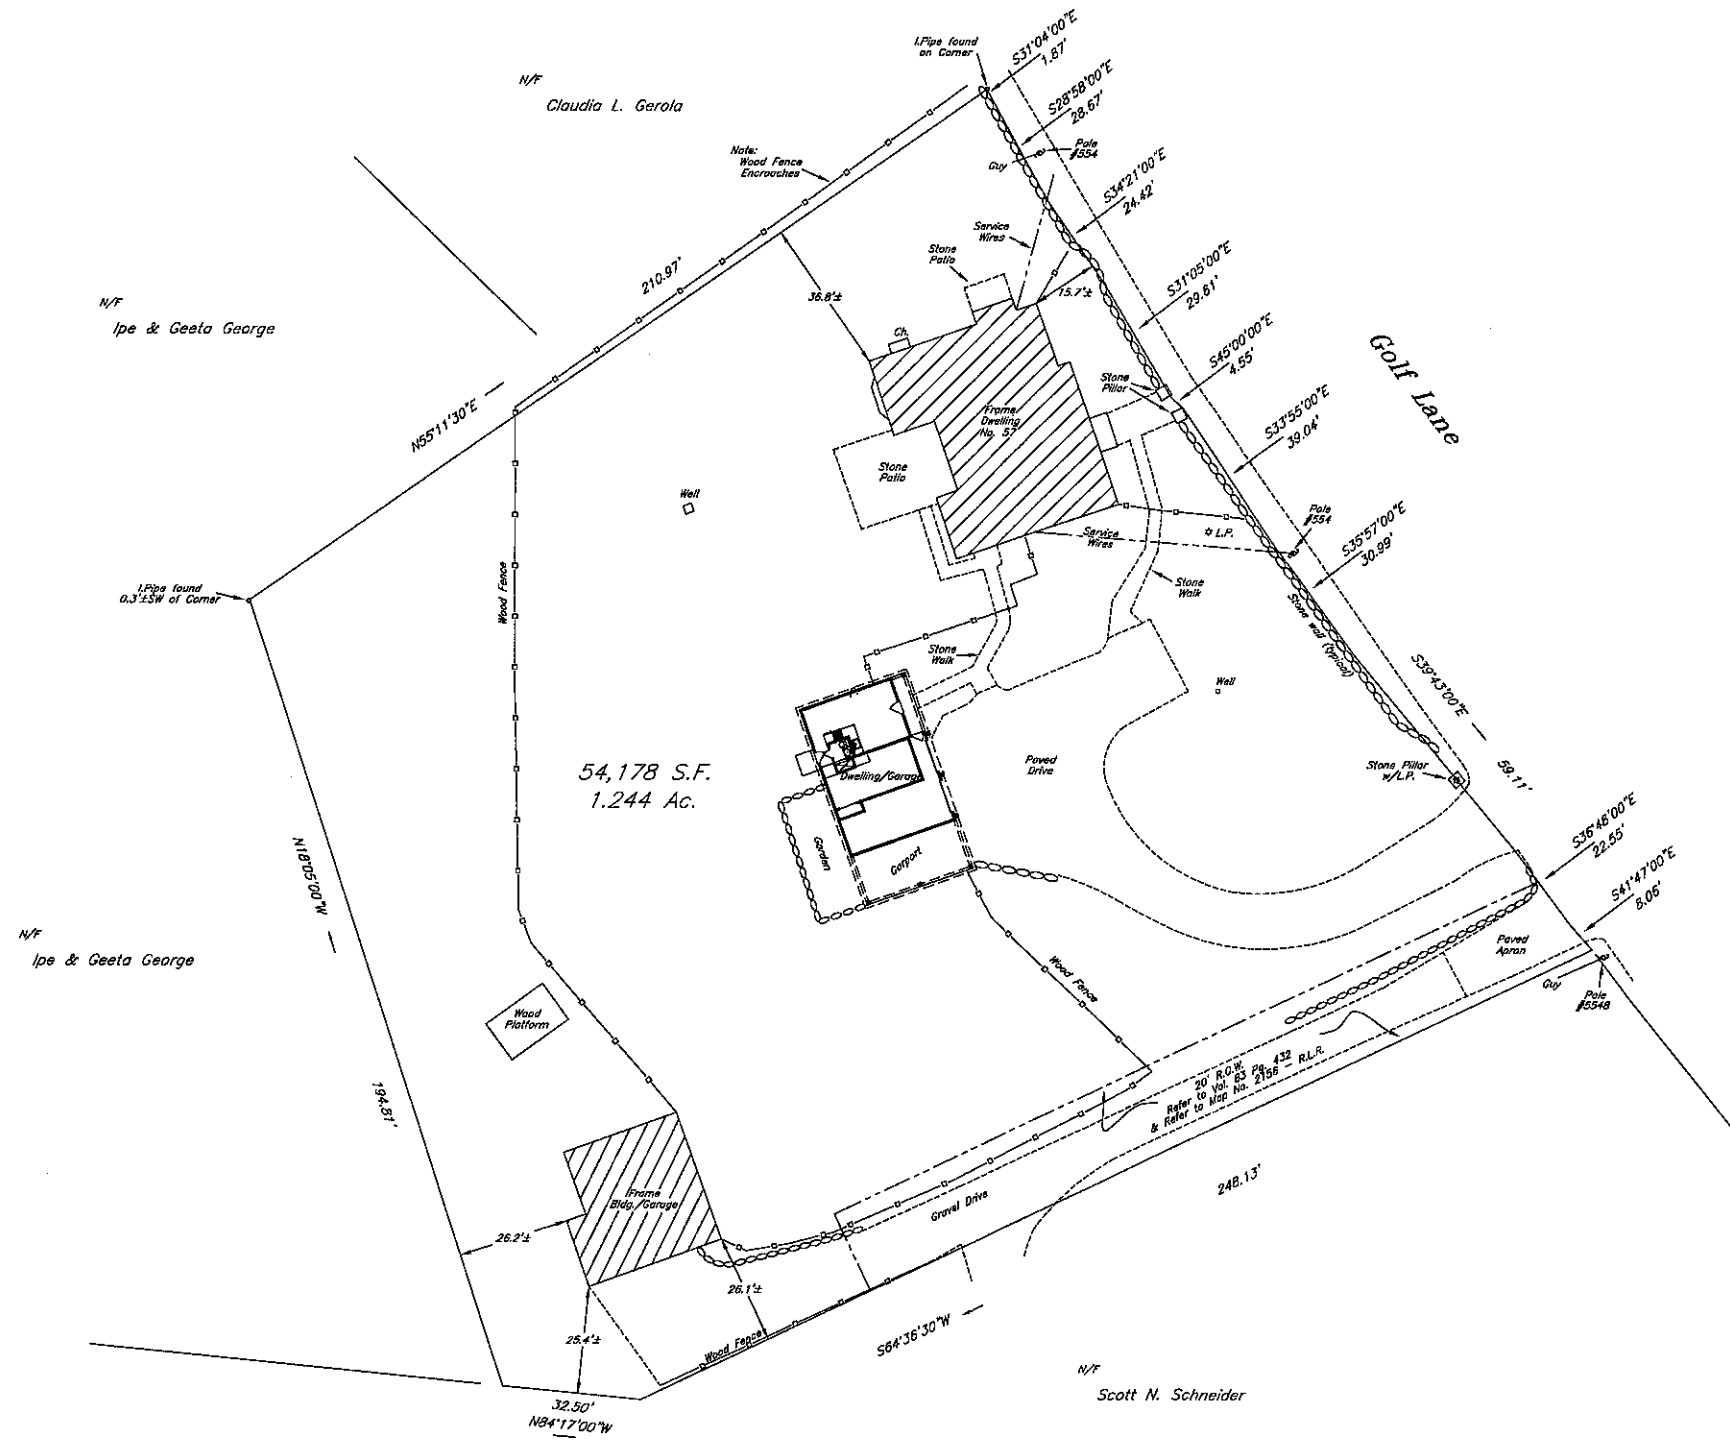 I.Pipe found
on Corner
S31°04'00"E
1.87'
N/F
Claudia L. Gerola
S28°58'00"E
28.67'
Note:
Wood Fence
Encroaches
Guy
Pole
#554
S34°21'00"E
24.42'
Service
Wires
Stone
Patio
210.97'
36.8'±
15.7'±
S31°05'00"E
29.61'
N/F
Ipe & Geeta George
Ch.
Golf Lane
S45°00'00"E
4.55'
Stone
Pillar
N55°11'30"E
Frame
Dwelling
No. 57
S33°55'00"E
39.04'
Stone
Patio
Well
Pole
#554
S35°57'00"E
30.99'
Service
Wires
L.P.
I.Pipe found
0.3'±SW of Corner
Wood Fence
Stone
Walk
Stone wall (typical)
Stone
Walk
S39°43'00"E
59.11'
Well
54,178 S.F.
1.244 Ac.
Dwelling/Garage
Paved
Drive
Stone Pillar
w/L.P.
S36°48'00"E
22.55'
Garden
Carport
S41°47'00"E
8.06'
N18°05'00"W
194.81'
N/F
Ipe & Geeta George
Paved
Apron
Wood Fence
Guy
Pole
#5548
Wood
Platform
20' R.O.W.
Refer to Vol. 83 Pg. 432
& Refer to Map No. 2156 - R.L.R.
248.13'
Frame
Bldg./Garage
Gravel Drive
26.2'±
26.1'±
25.4'±
Wood Fence
S64°36'30"W
N/F
Scott N. Schneider
32.50'
N84°17'00"W